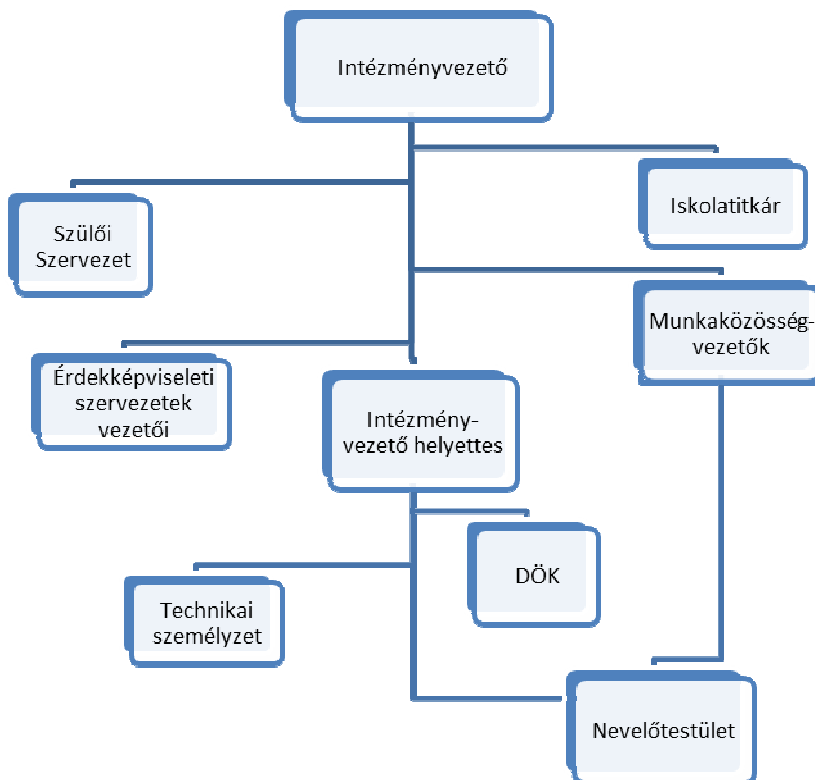 Intézményvezető
Iskolatitkár
Szülői
Szervezet
Munkaközösség-
vezetők
Érdekképviseleti
szervezetek
vezetői
Intézmény-
vezető helyettes
DÖK
Technikai
személyzet
Nevelőtestület